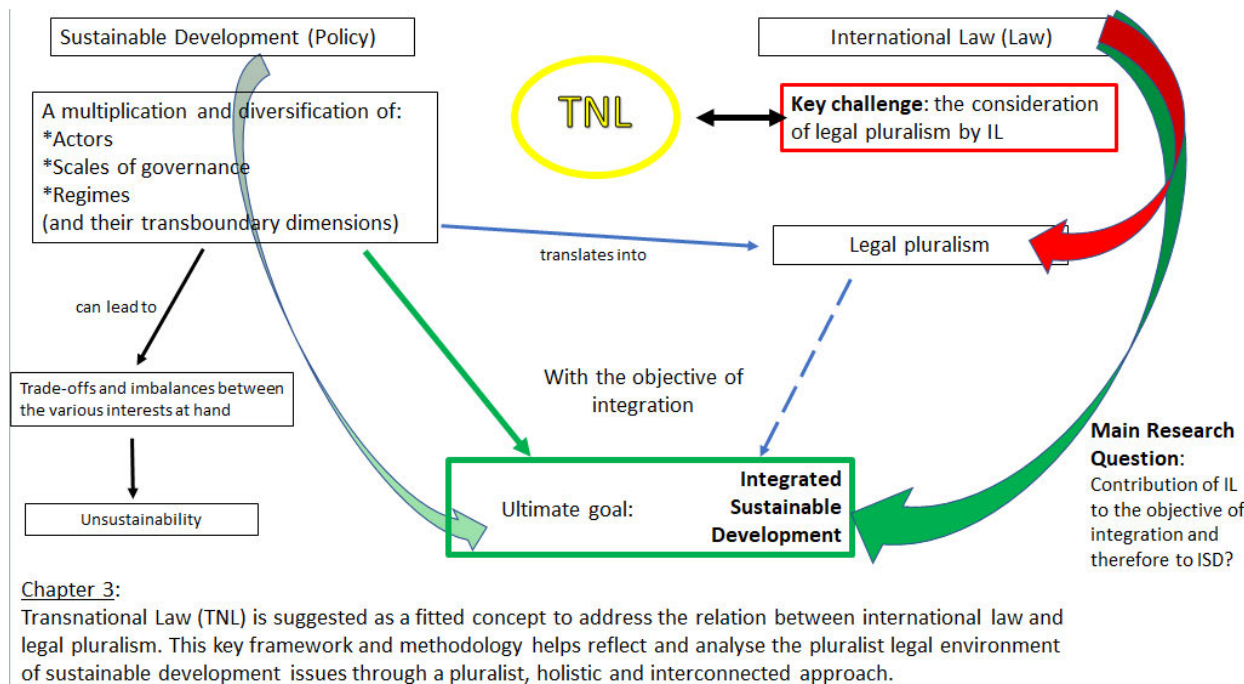 Sustainable Development (Policy)
International Law (Law)
A multiplication and diversification of:
*Actors
*Scales of governance
*Regimes
(and their transboundary dimensions)
TNL
Key challenge: the consideration
of legal pluralism by IL
translates into
Legal pluralism
can lead to
Trade-offs and imbalances between
the various interests at hand
With the objective of
integration
Unsustainability
Ultimate goal:
Integrated
Sustainable
Development
Main Research
Question:
Contribution of IL
to the objective of
integration and
therefore to ISD?
Chapter 3:
Transnational Law (TNL) is suggested as a fitted concept to address the relation between international law and
legal pluralism. This key framework and methodology helps reflect and analyse the pluralist legal environment
of sustainable development issues through a pluralist, holistic and interconnected approach.